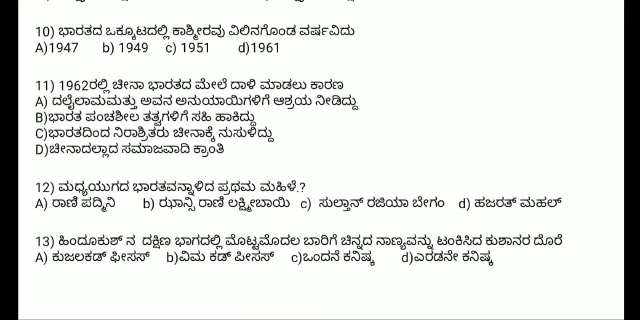 10) ಭಾರತದ ಒಕ್ಕೂಟದಲ್ಲಿ ಕಾಶ್ಮೀರವು ವಿಲಿನಗೊಂಡ ವರ್ಷವಿದು
A)1947 b) 1949 c) 1951 d)1961
11) 1962ರಲ್ಲಿ ಚೀನಾ ಭಾರತದ ಮೇಲೆ ದಾಳಿ ಮಾಡಲು ಕಾರಣ
A) ದಲೈಲಾಮಮತ್ತು ಅವನ ಅನುಯಾಯಿಗಳಿಗೆ ಆಶ್ರಯ ನೀಡಿದ್ದು
B)ಭಾರತ ಪಂಚಶೀಲ ತತ್ವಗಳಿಗೆ ಸಹಿ ಹಾಕಿದ್ದು
C)ಭಾರತದಿಂದ ನಿರಾಶ್ರಿತರು ಚೀನಾಕ್ಕೆ ನುಸುಳಿದ್ದು
D)ಚೀನಾದಲ್ಲಾದ ಸಮಾಜವಾದಿ ಕ್ರಾಂತಿ
12) ಮಧ್ಯಯುಗದ ಭಾರತವನ್ನಾಳಿದ ಪ್ರಥಮ ಮಹಿಳೆ.?
A) ರಾಣಿ ಪದ್ಮಿನಿ b) ಝಾನ್ಸಿ ರಾಣಿ ಲಕ್ಷ್ಮೀಬಾಯಿ c) ಸುಲ್ತಾನ್ ರಜಿಯಾ ಬೇಗಂ d) ಹಜರತ್ ಮಹಲ್
13) ಹಿಂದೂಕುಶ್ ನ ದಕ್ಷಿಣ ಭಾಗದಲ್ಲಿ ಮೊಟ್ಟಮೊದಲ ಬಾರಿಗೆ ಚಿನ್ನದ ನಾಣ್ಯವನ್ನು ಟಂಕಿಸಿದ ಕುಶಾನರ ದೊರೆ
A) ಕುಜಲಕಡ್ ಫೀಸಸ್ b)ವಿಮ ಕಡ್ ಪೀಸಸ್ c)ಒಂದನೆ ಕನಿಷ್ಕ d)ಎರಡನೇ ಕನಿಷ್ಕ